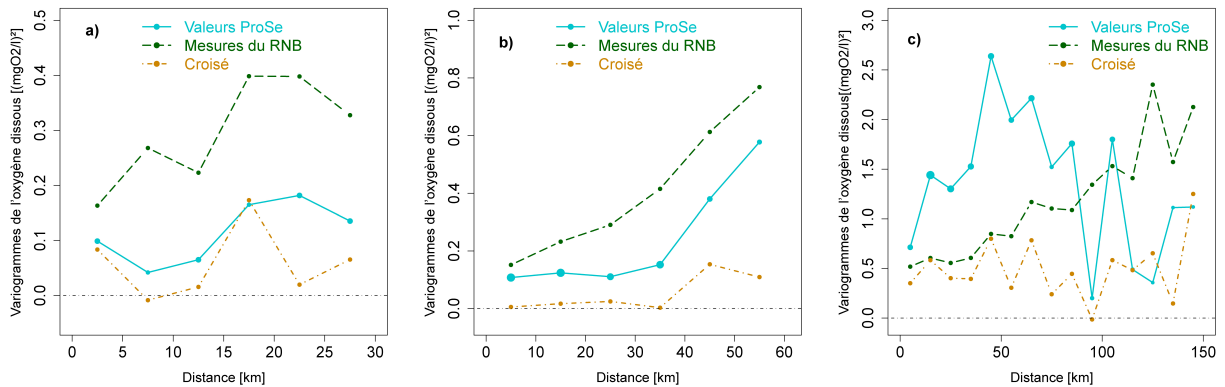 a)
Valeurs ProSe
Mesures du RNB
Croisé
Variogrammes de l'oxygène dissous [(mgO2/l)²]
0.0 0.1 0.2 0.3 0.4 0.5
0 5 10 15 20 25 30
Distance [km]
b)
Valeurs ProSe
Mesures du RNB
Croisé
Variogrammes de l'oxygène dissous [(mgO2/l)²]
0.0 0.2 0.4 0.6 0.8 1.0
0 10 20 30 40 50 60
Distance [km]
c)
Valeurs ProSe
Mesures du RNB
Croisé
Variogrammes de l'oxygène dissous[(mgO2/l)²]
0.0 0.5 1.0 1.5 2.0 2.5 3.0
0 50 100 150
Distance [km]